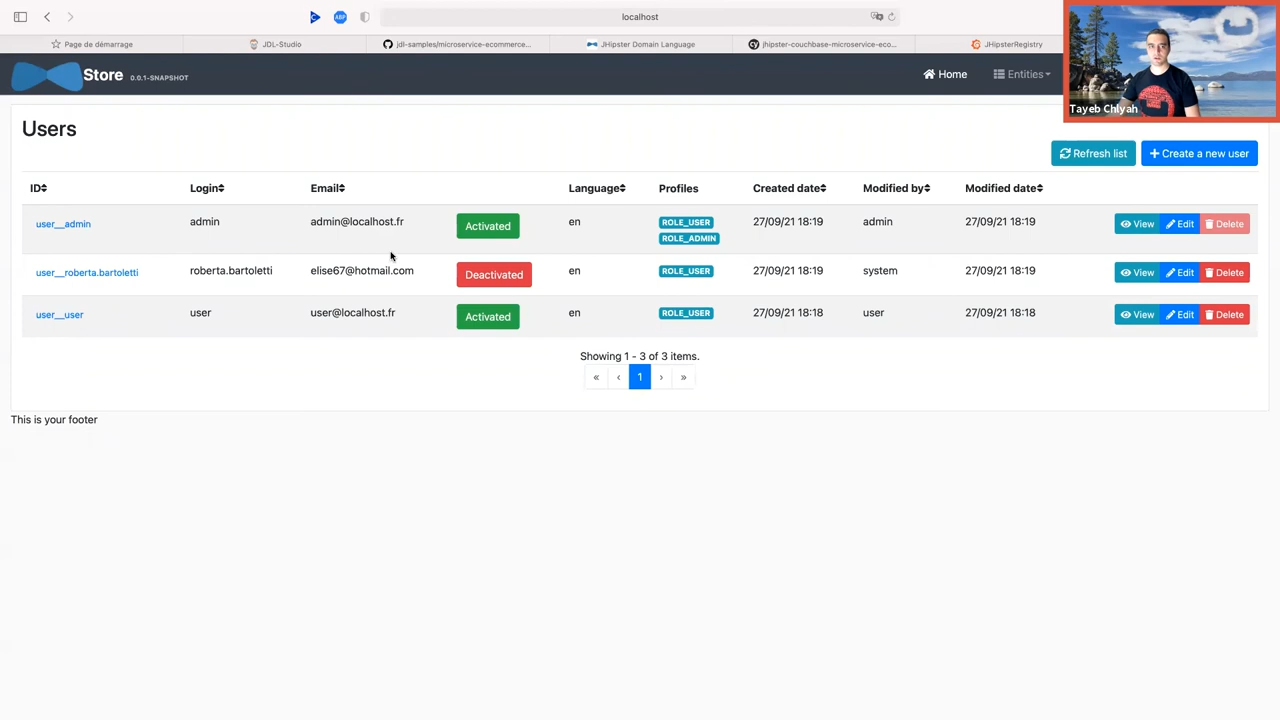 localhost
Page de démarrage
JDL-Studio
jdl-samples/microservice-ecommerce...
JHipster Domain Language
jhipster-couchbase-microservice-eco...
JHipsterRegistry
ABP
Store 0.0.1-SNAPSHOT
Home
Entities
Tayeb Chlyah
Users
Refresh list
Create a new user
ID Login Email Language Profiles Created date Modified by Modified date
user__admin admin admin@localhost.fr Activated en ROLE_USER 27/09/21 18:19 admin 27/09/21 18:19 View Edit Delete
ROLE_ADMIN
user__roberta.bartoletti roberta.bartoletti elise67@hotmail.com Deactivated en ROLE_USER 27/09/21 18:19 system 27/09/21 18:19 View Edit Delete
user__user user user@localhost.fr Activated en ROLE_USER 27/09/21 18:18 user 27/09/21 18:18 View Edit Delete
Showing 1 - 3 of 3 items.
« ‹ 1 › »
This is your footer